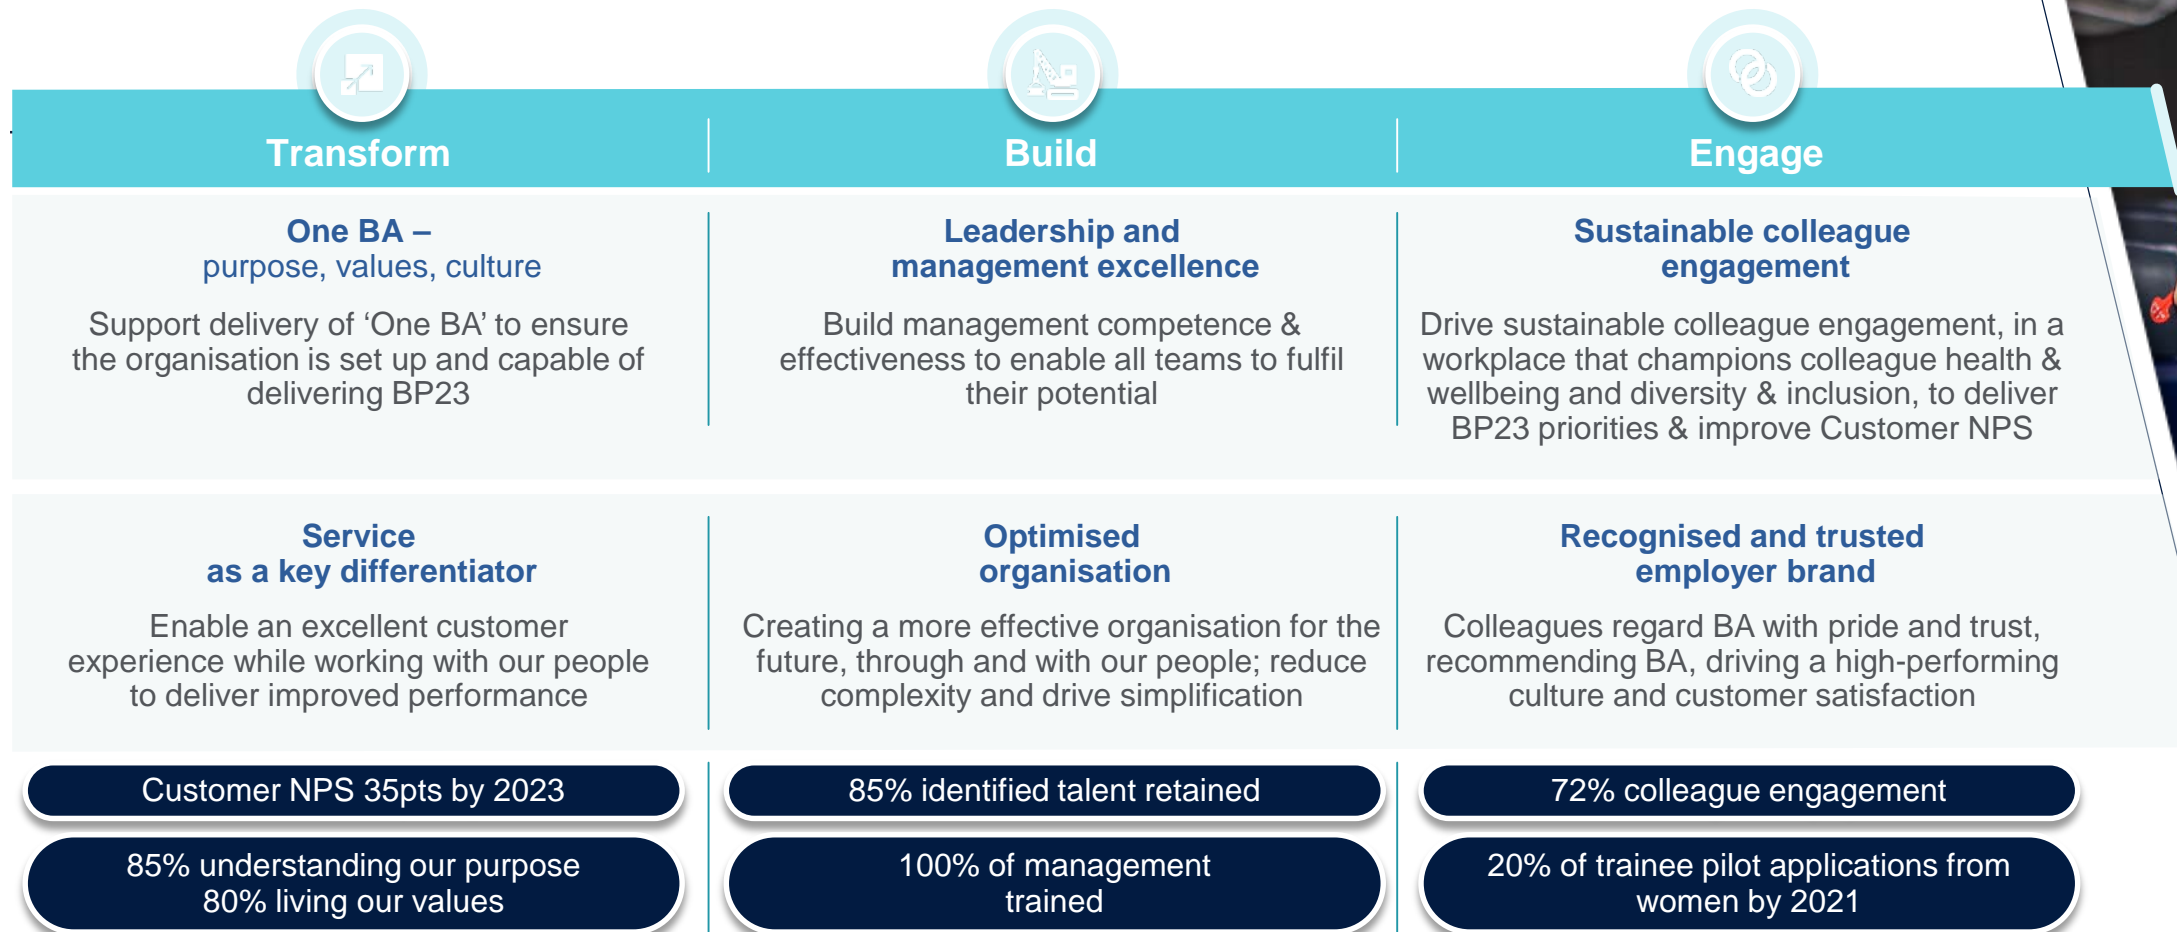 Transform
Build
Engage
One BA –
purpose, values, culture
Support delivery of ‘One BA’ to ensure
the organisation is set up and capable of
delivering BP23
Leadership and
management excellence
Build management competence &
effectiveness to enable all teams to fulfil
their potential
Sustainable colleague
engagement
Drive sustainable colleague engagement, in a
workplace that champions colleague health &
wellbeing and diversity & inclusion, to deliver
BP23 priorities & improve Customer NPS
Service
as a key differentiator
Enable an excellent customer
experience while working with our people
to deliver improved performance
Optimised
organisation
Creating a more effective organisation for the
future, through and with our people; reduce
complexity and drive simplification
Recognised and trusted
employer brand
Colleagues regard BA with pride and trust,
recommending BA, driving a high-performing
culture and customer satisfaction
Customer NPS 35pts by 2023
85% understanding our purpose
80% living our values
85% identified talent retained
100% of management
trained
72% colleague engagement
20% of trainee pilot applications from
women by 2021